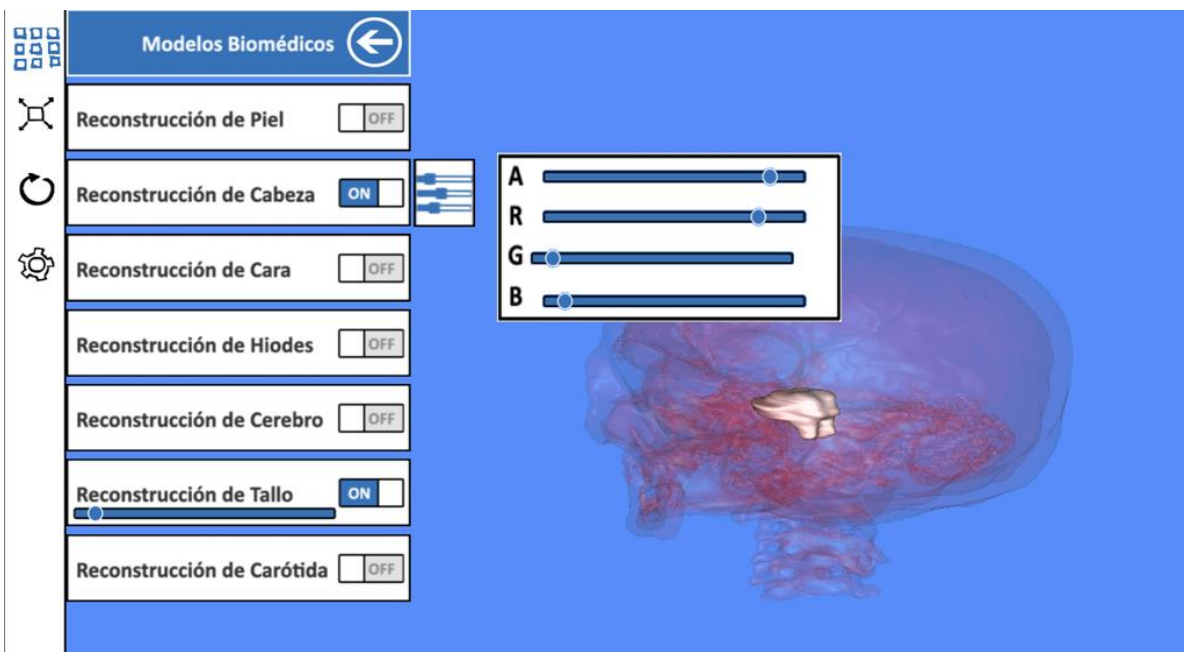 Modelos Biomédicos
Reconstrucción de Piel OFF
Reconstrucción de Cabeza ON
Reconstrucción de Cara OFF
Reconstrucción de Hiodes OFF
Reconstrucción de Cerebro OFF
Reconstrucción de Tallo ON
Reconstrucción de Carótida OFF
A
R
G
B